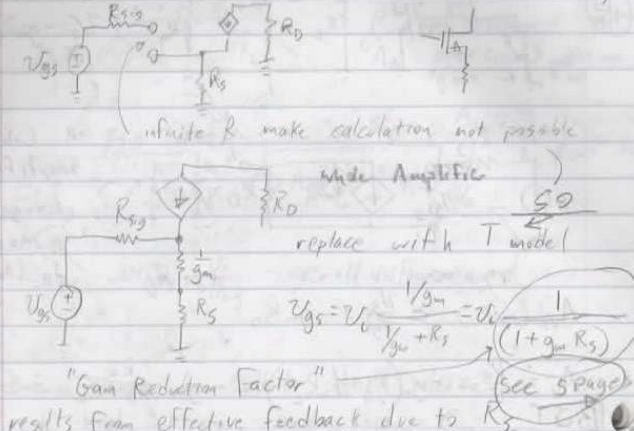 Rsig
RD
Vgs
RS
infinite R make calculation not possible
whole Amplifier
SO
Rsig
RD
replace with T model
1/gm
Vgs
RS
vgs = vi (1/gm)/(1/gm + RS) = vi 1/(1 + gm RS)
"Gain Reduction Factor"
see 5 pages
results from effective feedback due to RS